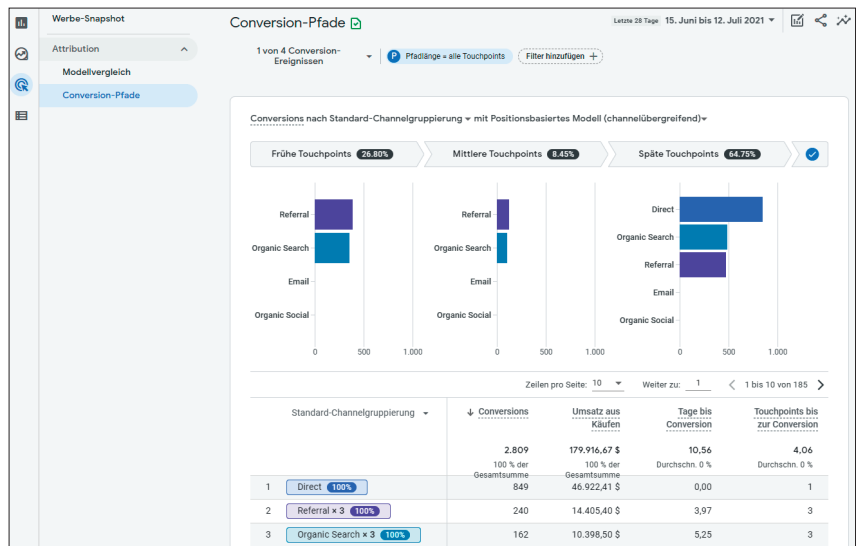 Werbe-Snapshot
Attribution
Modellvergleich
Conversion-Pfade
Conversion-Pfade
Letzte 28 Tage 15. Juni bis 12. Juli 2021
1 von 4 Conversion-
Ereignissen
P Pfadlänge = alle Touchpoints
Filter hinzufügen +
Conversions nach Standard-Channelgruppierung mit Positionsbasiertes Modell (channelübergreifend)
Frühe Touchpoints 26.80%
Mittlere Touchpoints 8.45%
Späte Touchpoints 64.75%
Referral
Organic Search
Email
Organic Social
0 500 1.000
Referral
Organic Search
Email
Organic Social
0 500 1.000
Direct
Organic Search
Referral
Email
Organic Social
0 500 1.000
Zeilen pro Seite: 10 Weiter zu: 1 1 bis 10 von 185
Standard-Channelgruppierung
↓ Conversions
Umsatz aus
Käufen
Tage bis
Conversion
Touchpoints bis
zur Conversion
2.809 179.916,67 $ 10,56 4,06
100 % der
Gesamtsumme
100 % der
Gesamtsumme
Durchschn. 0 %
Durchschn. 0 %
1 Direct 100% 849 46.922,41 $ 0,00 1
2 Referral × 3 100% 240 14.405,40 $ 3,97 3
3 Organic Search × 3 100% 162 10.398,50 $ 5,25 3